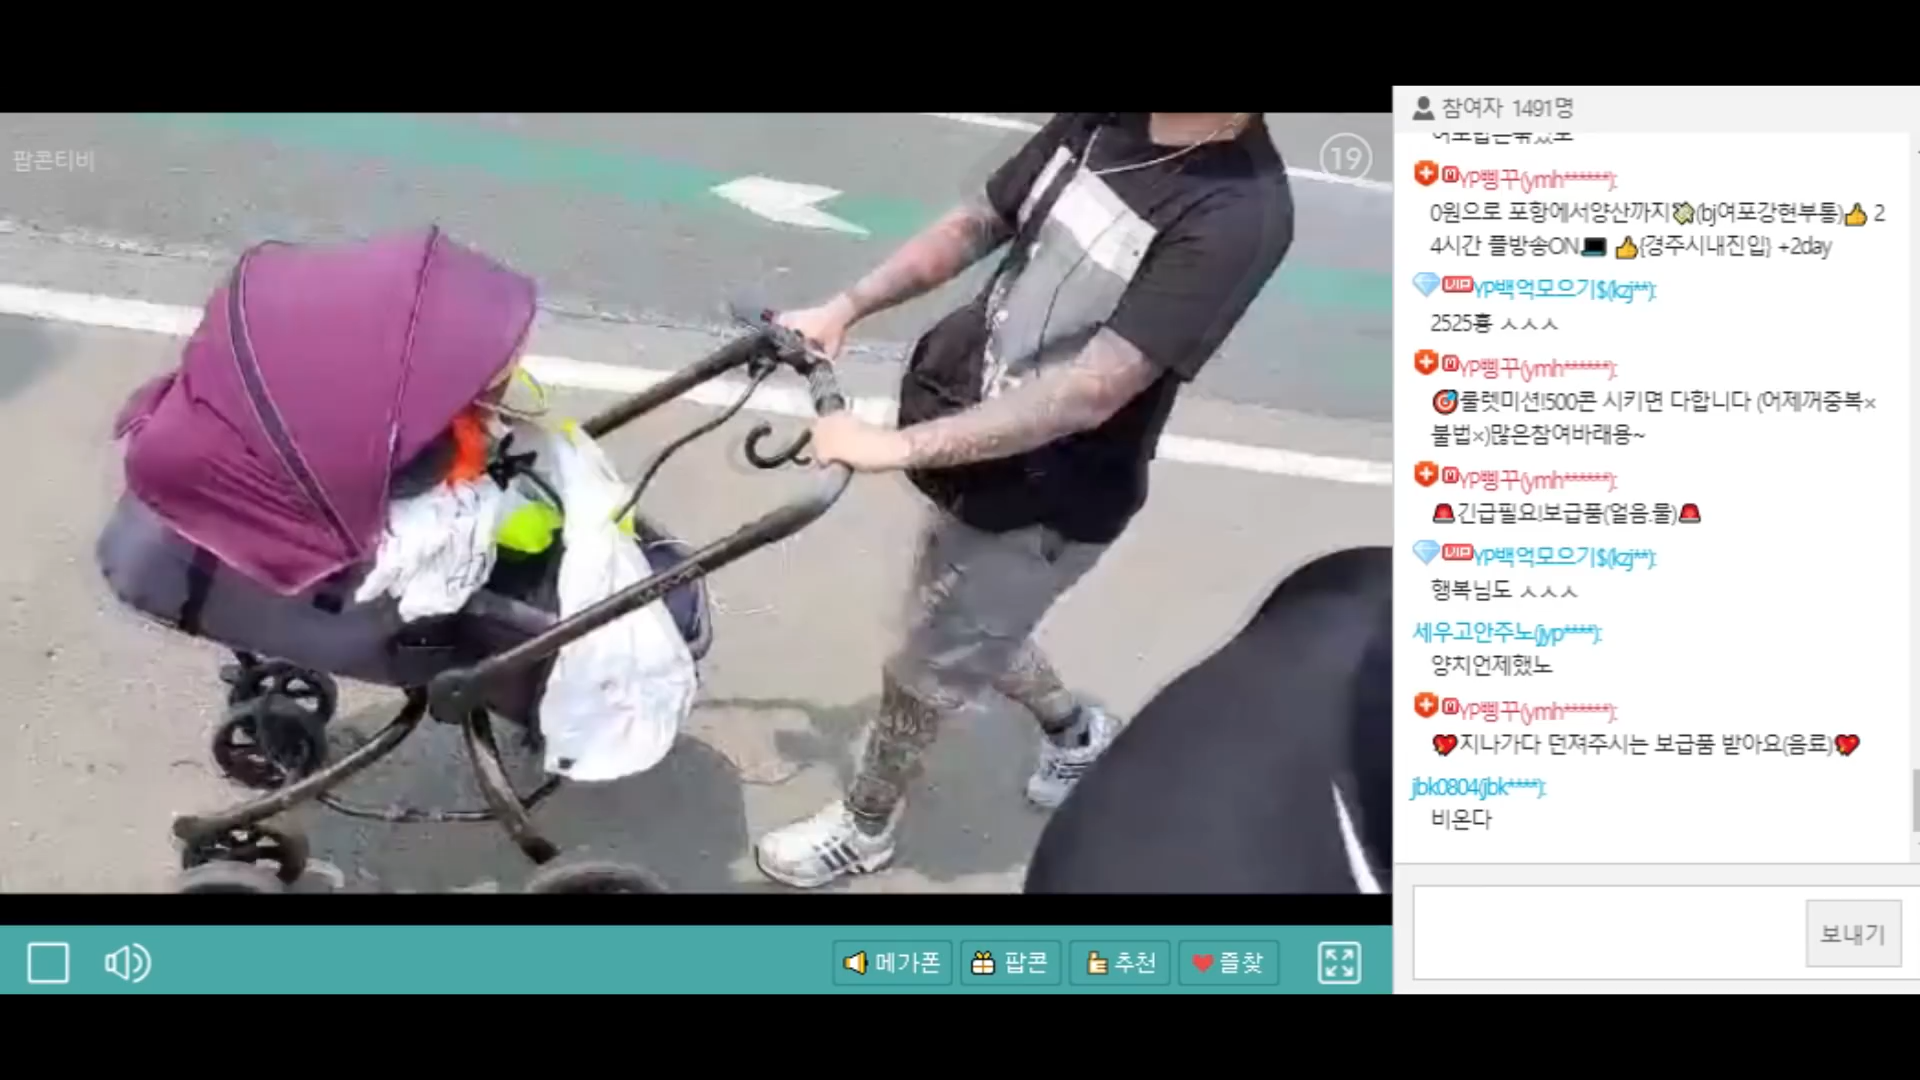 팝콘티비
19
참여자 1491명
YP삥꾸(ymh******):
0원으로 포항에서양산까지💸(bj여포강현부통)👍 2
4시간 풀방송ON💻 👍{경주시내진입} +2day
VIP YP백억모으기$(kzj**):
2525흥 ㅅㅅㅅ
YP삥꾸(ymh******):
🎯룰렛미션!500콘 시키면 다합니다 (어제꺼중복×
불법×)많은참여바래용~
YP삥꾸(ymh******):
🚨긴급필요!보급품(얼음.물)🚨
VIP YP백억모으기$(kzj**):
행복님도 ㅅㅅㅅ
세우고안주노(jyp****):
양치언제했노
YP삥꾸(ymh******):
💖지나가다 던져주시는 보급품 받아요(음료)💖
jbk0804(jbk****):
비온다
보내기
메가폰
팝콘
추천
즐찾